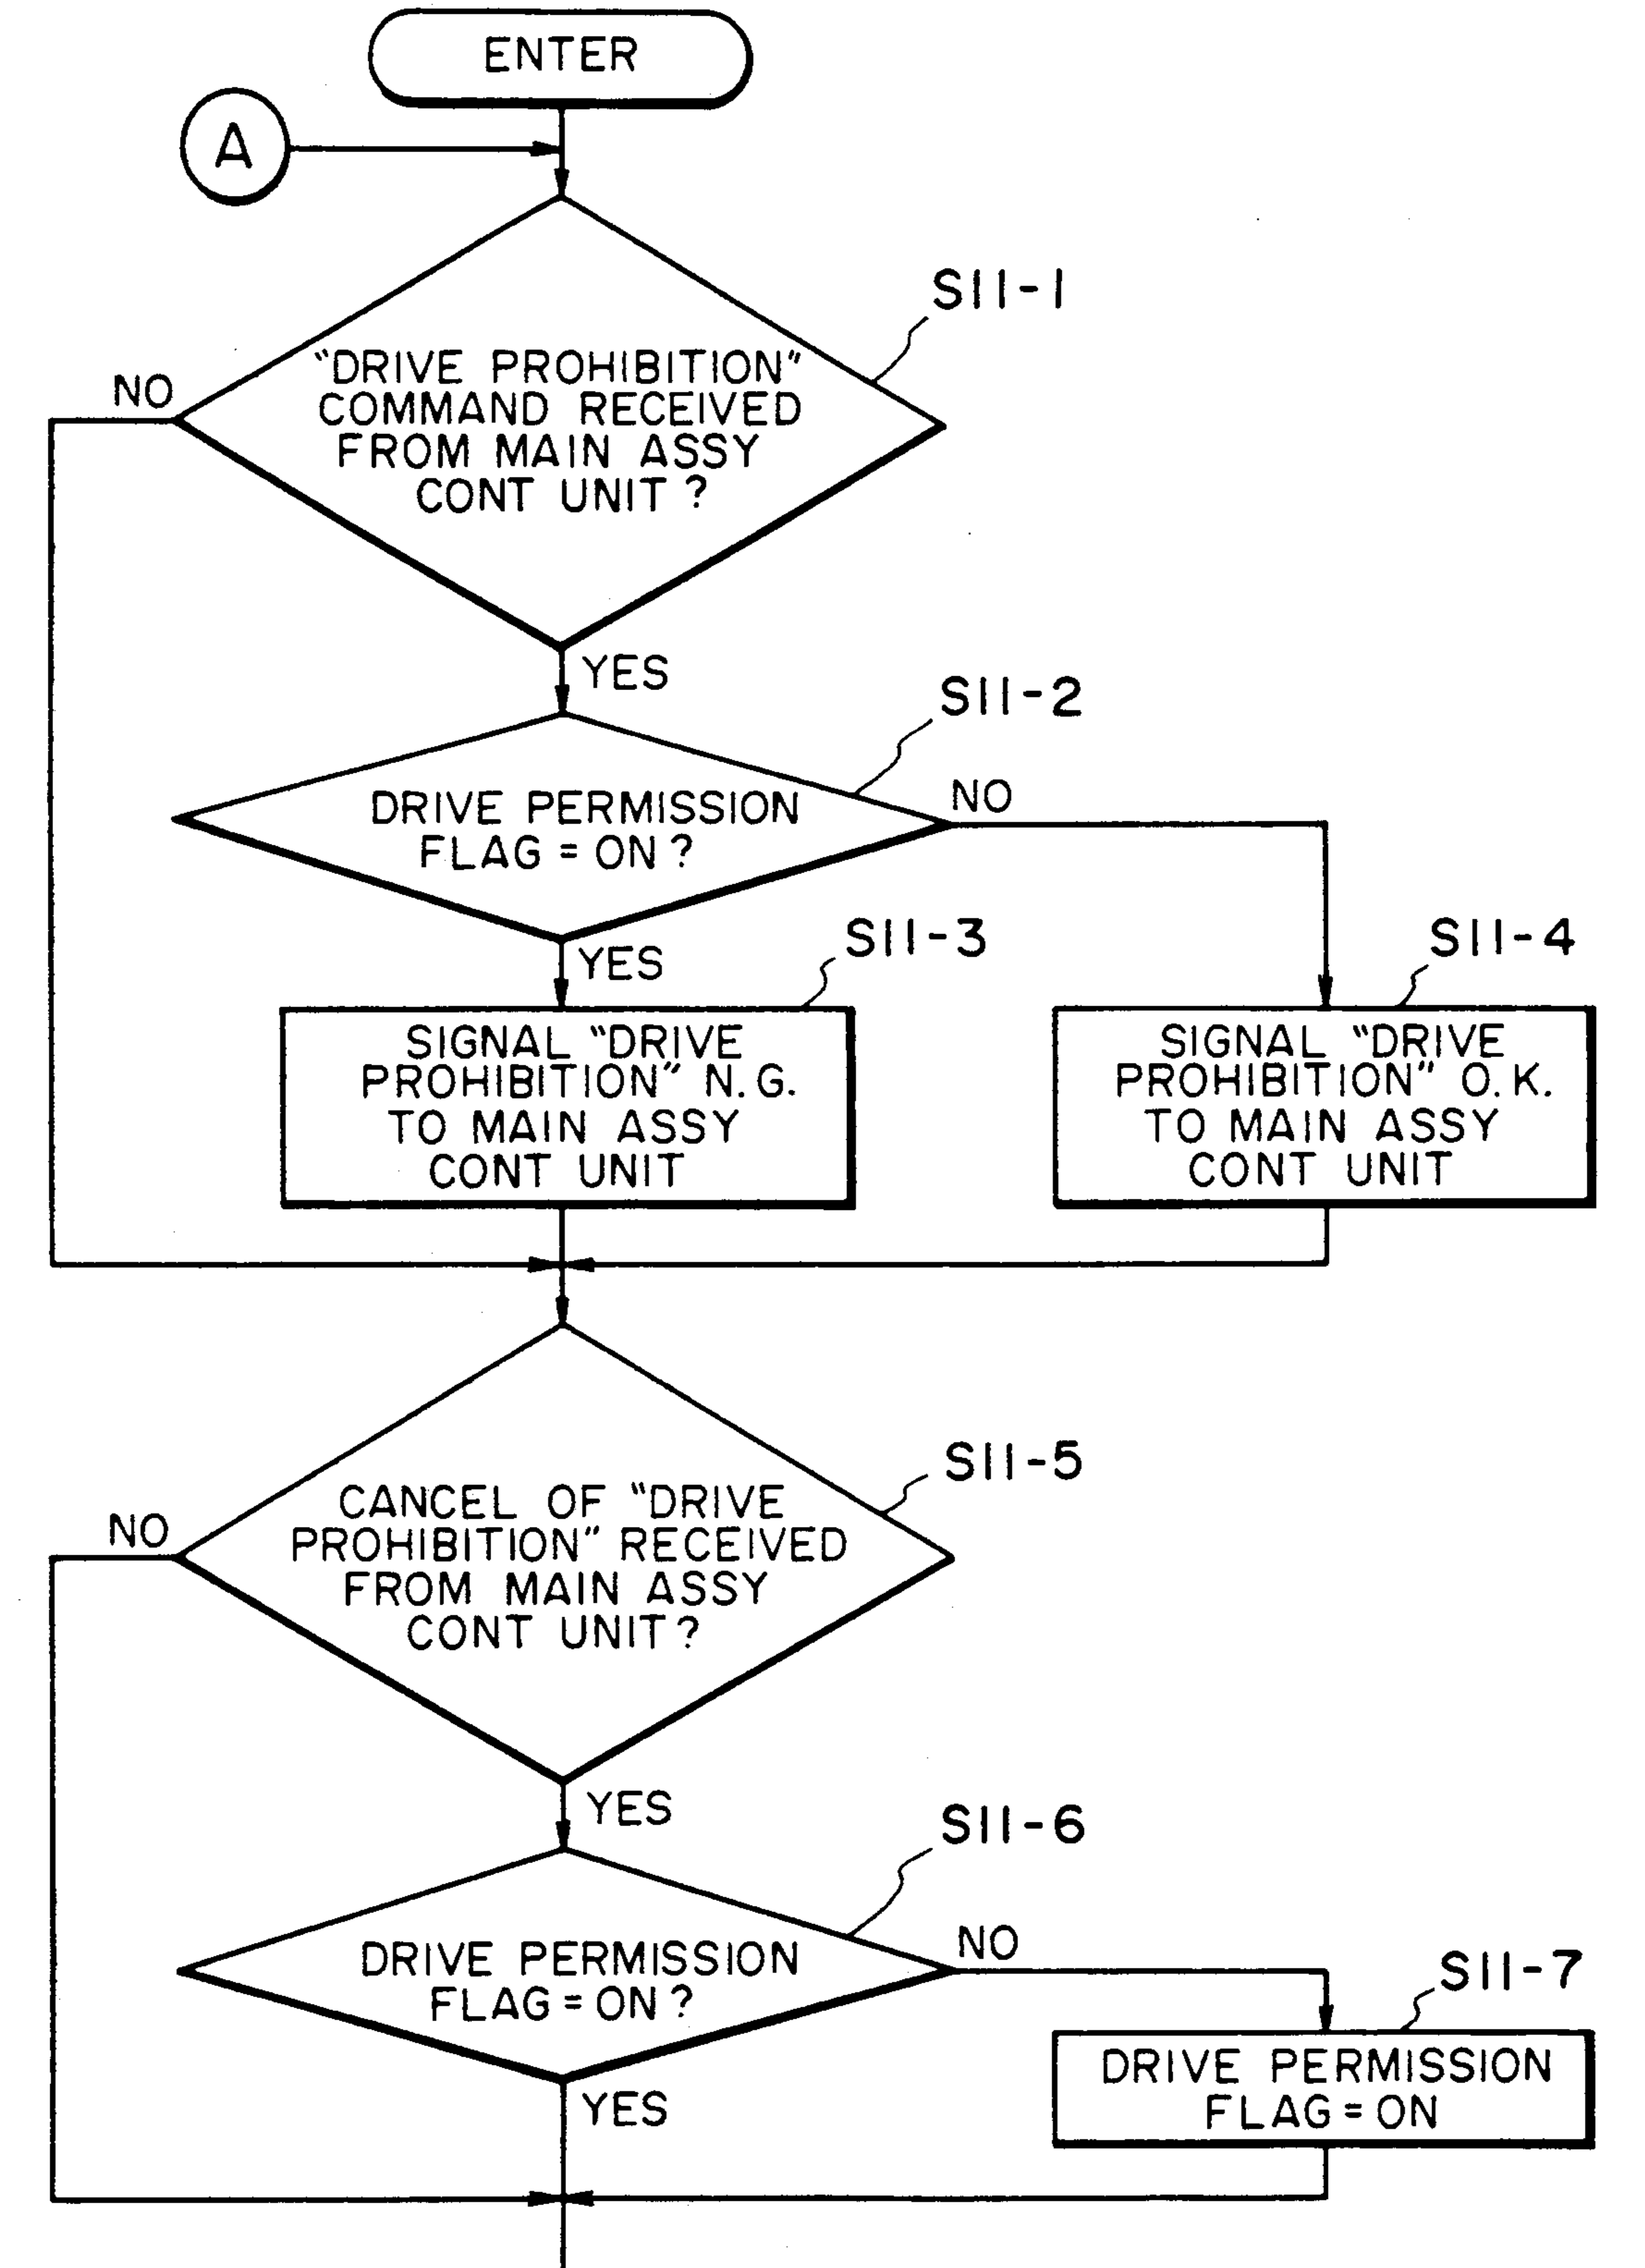 ENTER
A
S11-1
"DRIVE PROHIBITION"
COMMAND RECEIVED
FROM MAIN ASSY
CONT UNIT ?
NO
YES
S11-2
DRIVE PERMISSION
FLAG = ON ?
NO
YES
S11-3
SIGNAL "DRIVE
PROHIBITION" N.G.
TO MAIN ASSY
CONT UNIT
S11-4
SIGNAL "DRIVE
PROHIBITION" O.K.
TO MAIN ASSY
CONT UNIT
S11-5
CANCEL OF "DRIVE
PROHIBITION" RECEIVED
FROM MAIN ASSY
CONT UNIT ?
NO
YES
S11-6
DRIVE PERMISSION
FLAG = ON ?
NO
YES
S11-7
DRIVE PERMISSION
FLAG = ON